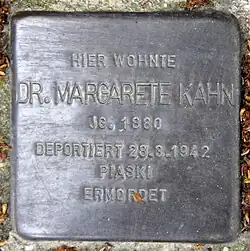 HIER WOHNTE
DR. MARGARETE KAHN
JG. 1880
DEPORTIERT 28.3.1942
PIASKI
ERMORDET